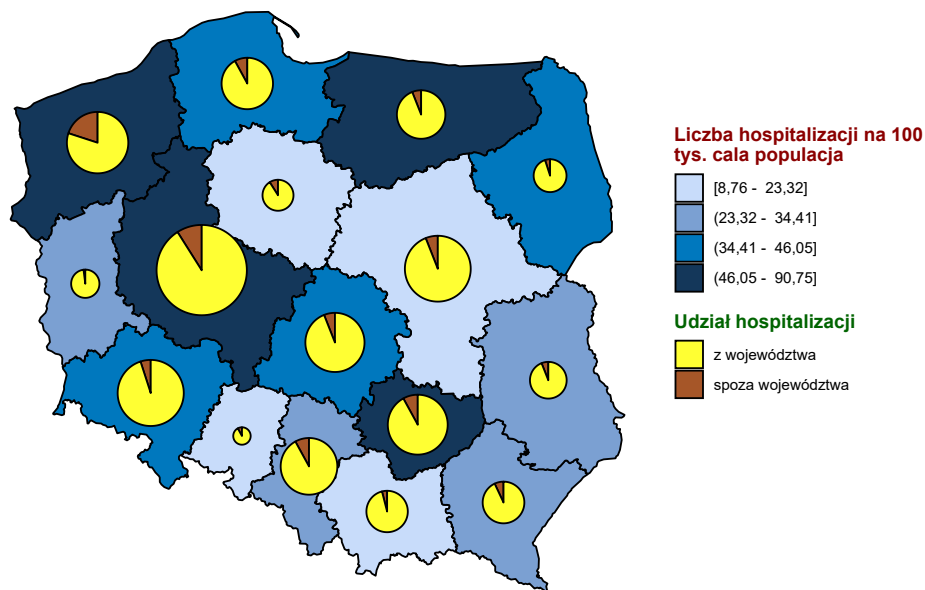 Liczba hospitalizacji na 100
tys. cala populacja
[8,76 - 23,32]
(23,32 - 34,41]
(34,41 - 46,05]
(46,05 - 90,75]
Udział hospitalizacji
z województwa
spoza województwa